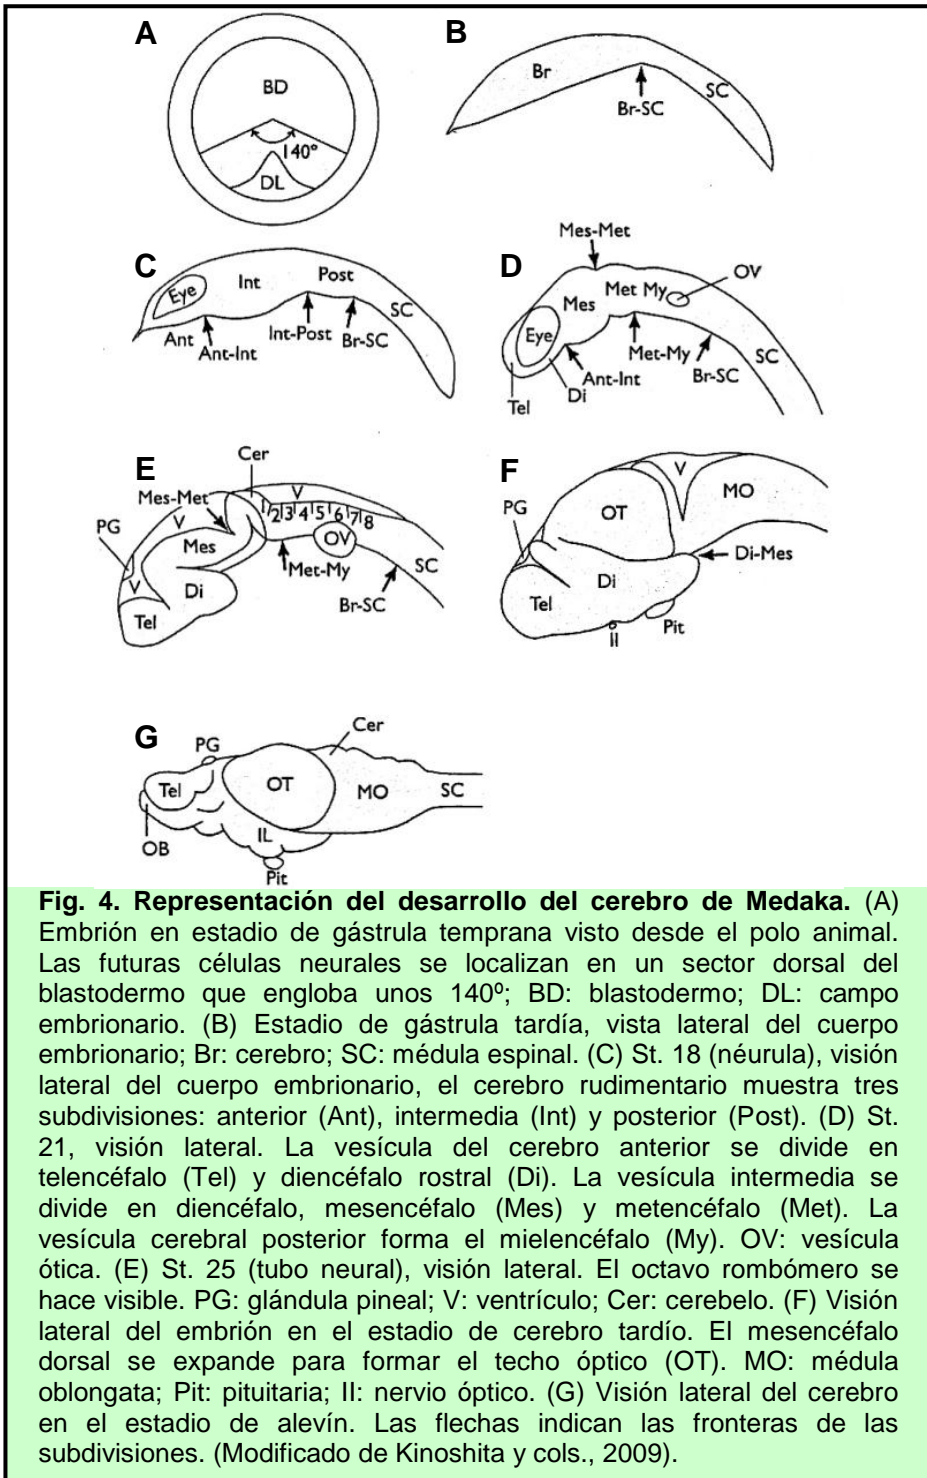 A
BD
140°
DL
B
Br
Br-SC
SC
C
Eye
Int
Post
SC
Ant
Ant-Int
Int-Post
Br-SC
D
Mes-Met
OV
Met My
Mes
Eye
Met-My
SC
Ant-Int
Br-SC
Di
Tel
E
Cer
Mes-Met
V
V
PG
1 2 3 4 5 6 7 8
Mes
OV
SC
V
Met-My
Di
Br-SC
Tel
F
V
MO
PG
OT
Di-Mes
Di
Tel
II
Pit
G
PG
Cer
Tel
OT
MO
SC
IL
OB
Pit
Fig. 4. Representación del desarrollo del cerebro de Medaka. (A)
Embrión en estadio de gástrula temprana visto desde el polo animal.
Las futuras células neurales se localizan en un sector dorsal del
blastodermo que engloba unos 140º; BD: blastodermo; DL: campo
embrionario. (B) Estadio de gástrula tardía, vista lateral del cuerpo
embrionario; Br: cerebro; SC: médula espinal. (C) St. 18 (néurula), visión
lateral del cuerpo embrionario, el cerebro rudimentario muestra tres
subdivisiones: anterior (Ant), intermedia (Int) y posterior (Post). (D) St.
21, visión lateral. La vesícula del cerebro anterior se divide en
telencéfalo (Tel) y diencéfalo rostral (Di). La vesícula intermedia se
divide en diencéfalo, mesencéfalo (Mes) y metencéfalo (Met). La
vesícula cerebral posterior forma el mielencéfalo (My). OV: vesícula
ótica. (E) St. 25 (tubo neural), visión lateral. El octavo rombómero se
hace visible. PG: glándula pineal; V: ventrículo; Cer: cerebelo. (F) Visión
lateral del embrión en el estadio de cerebro tardío. El mesencéfalo
dorsal se expande para formar el techo óptico (OT). MO: médula
oblongata; Pit: pituitaria; II: nervio óptico. (G) Visión lateral del cerebro
en el estadio de alevín. Las flechas indican las fronteras de las
subdivisiones. (Modificado de Kinoshita y cols., 2009).